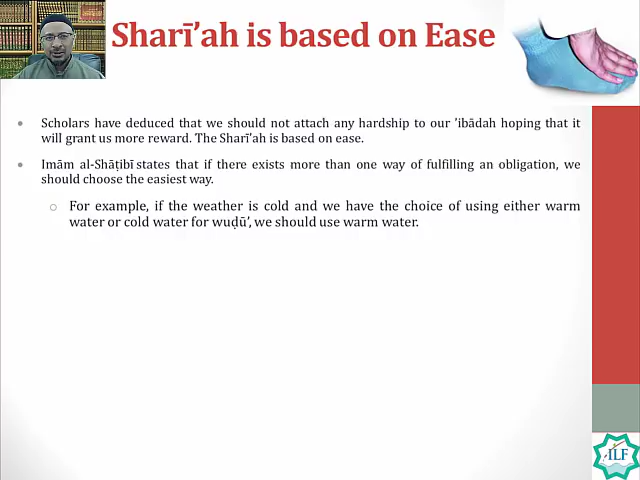 Sharī’ah is based on Ease
Scholars have deduced that we should not attach any hardship to our ’ibādah hoping that it
will grant us more reward. The Sharī’ah is based on ease.
Imām al-Shāṭibī states that if there exists more than one way of fulfilling an obligation, we
should choose the easiest way.
For example, if the weather is cold and we have the choice of using either warm
water or cold water for wuḍū’, we should use warm water.
ILF